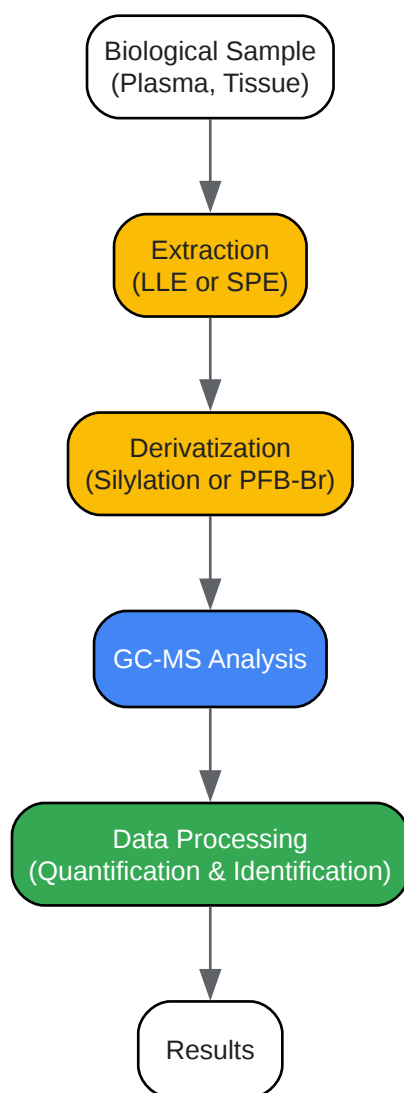 Biological Sample
(Plasma, Tissue)
Extraction
(LLE or SPE)
Derivatization
(Silylation or PFB-Br)
GC-MS Analysis
Data Processing
(Quantification & Identification)
Results